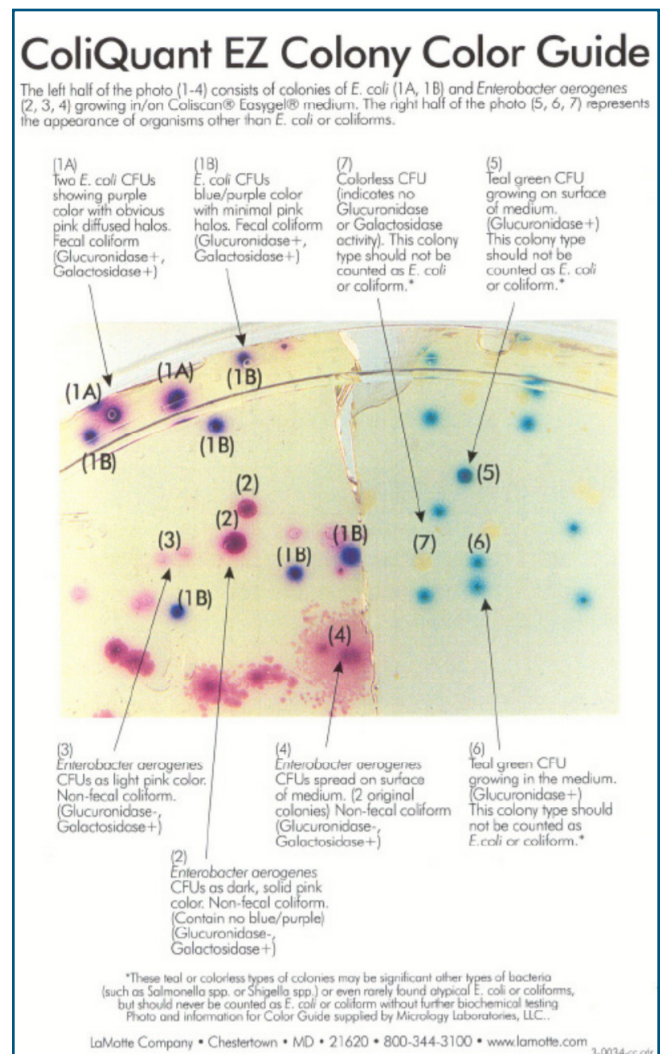 ColiQuant EZ Colony Color Guide
The left half of the photo (1-4) consists of colonies of E. coli (1A, 1B) and Enterobacter aerogenes
(2, 3, 4) growing in/on Coliscan® Easygel® medium. The right half of the photo (5, 6, 7) represents
the appearance of organisms other than E. coli or coliforms.
(1A)
Two E. coli CFUs
showing purple
color with obvious
pink diffused halos.
Fecal coliform
(Glucuronidase+,
Galactosidase+)
(1B)
E. coli CFUs
blue/purple color
with minimal pink
halos. Fecal coliform
(Glucuronidase+,
Galactosidase+)
(7)
Colorless CFU
(indicates no
Glucuronidase
or Galactosidase
activity). This colony
type should not be
counted as E. coli
or coliform.*
(5)
Teal green CFU
growing on surface
of medium.
(Glucuronidase+)
This colony type
should not be
counted as E. coli
or coliform.*
(1A)
(1A)
(1B)
(1B)
(1B)
(5)
(2)
(2)
(3)
(1B)
(1B)
(7)
(6)
(1B)
(4)
(3)
Enterobacter aerogenes
CFUs as light pink color.
Non-fecal coliform.
(Glucuronidase-,
Galactosidase+)
(4)
Enterobacter aerogenes
CFUs spread on surface
of medium. (2 original
colonies) Non-fecal coliform
(Glucuronidase-,
Galactosidase+)
(6)
Teal green CFU
growing in the medium.
(Glucuronidase+)
This colony type should
not be counted as
E.coli or coliform.*
(2)
Enterobacter aerogenes
CFUs as dark, solid pink
color. Non-fecal coliform.
(Contain no blue/purple)
(Glucuronidase-,
Galactosidase+)
*These teal or colorless types of colonies may be significant other types of bacteria
(such as Salmonella spp. or Shigella spp.) or even rarely found atypical E. coli or coliforms,
but should never be counted as E. coli or coliform without further biochemical testing
Photo and information for Color Guide supplied by Micrology Laboratories, LLC..
LaMotte Company • Chestertown • MD • 21620 • 800-344-3100 • www.lamotte.com